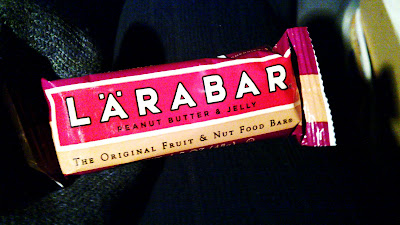 LÄRABAR
PEANUT BUTTER & JELLY
THE ORIGINAL FRUIT & NUT FOOD BAR®